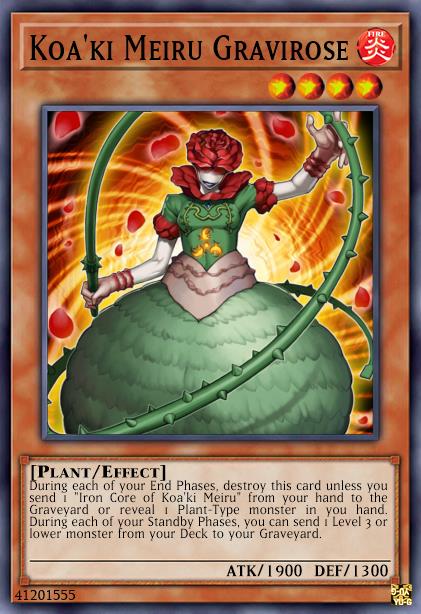 Koa'ki Meiru Gravirose
FIRE
炎
[Plant/Effect]
During each of your End Phases, destroy this card unless you
send 1 "Iron Core of Koa'ki Meiru" from your hand to the
Graveyard or reveal 1 Plant-Type monster in you hand.
During each of your Standby Phases, you can send 1 Level 3 or
lower monster from your Deck to your Graveyard.
ATK/1900 DEF/1300
41201555